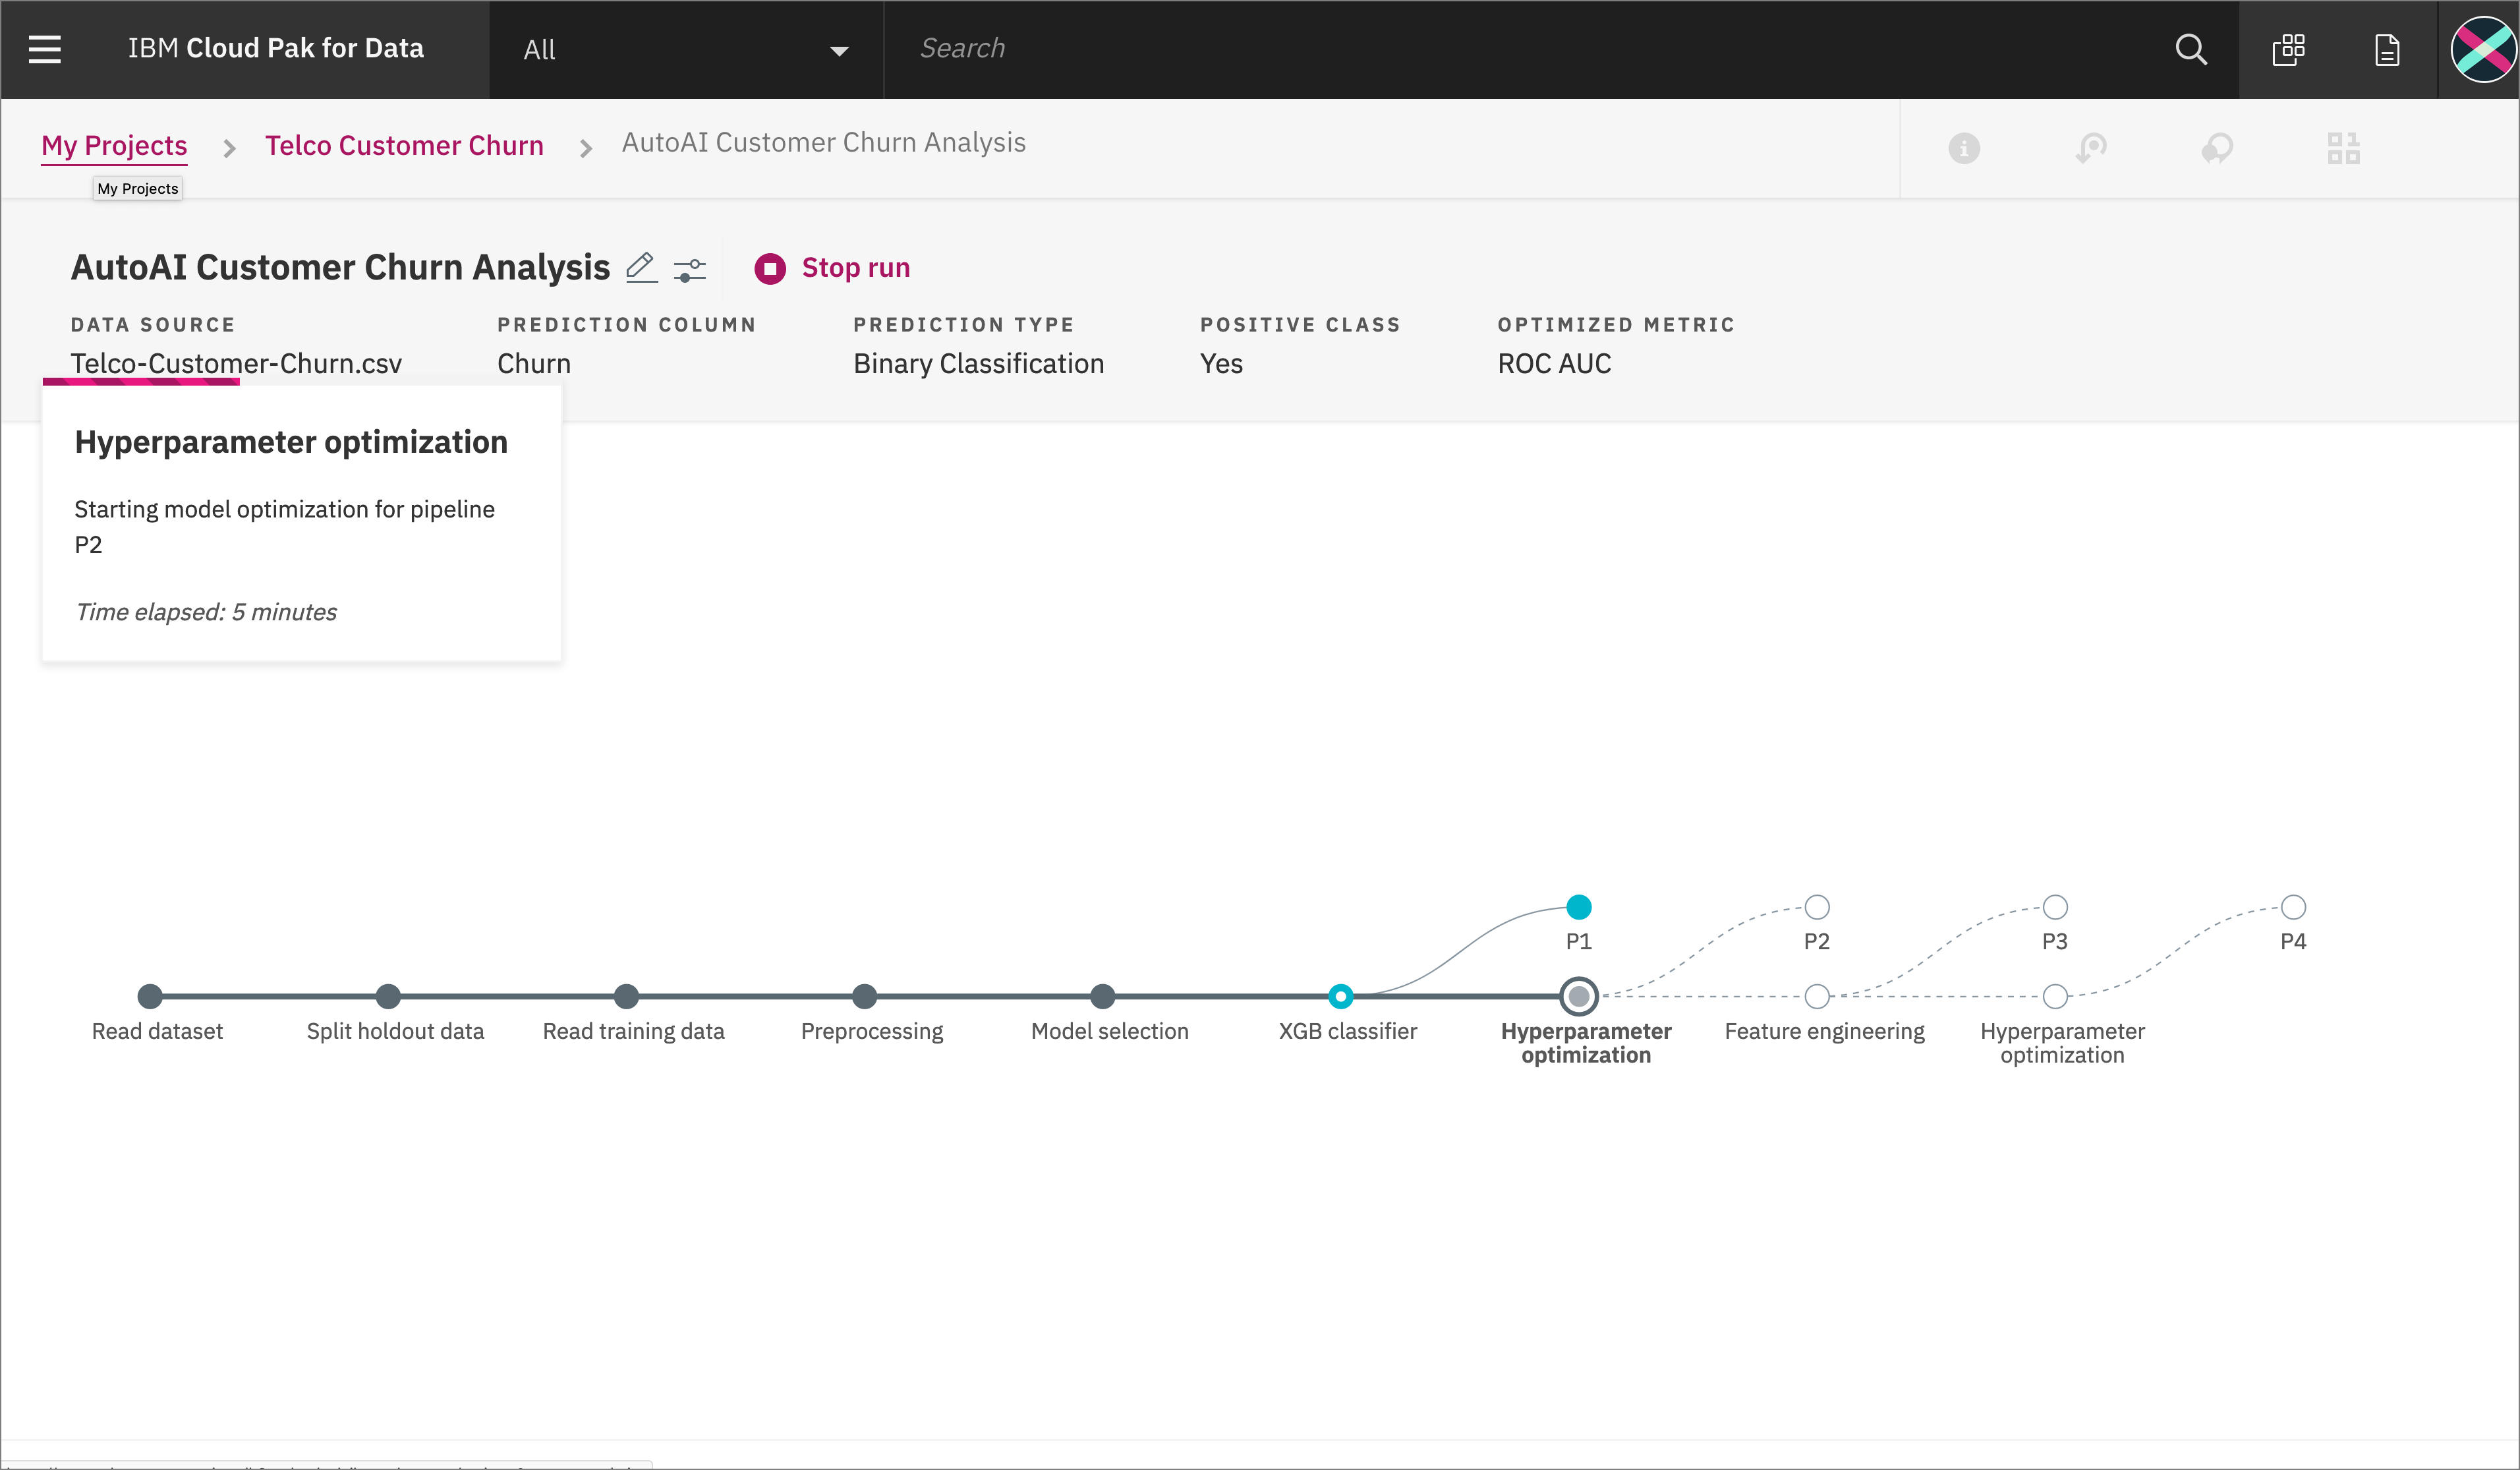 IBM Cloud Pak for Data
All
Search
My Projects
Telco Customer Churn
AutoAI Customer Churn Analysis
My Projects
AutoAI Customer Churn Analysis
Stop run
DATA SOURCE
PREDICTION COLUMN
PREDICTION TYPE
POSITIVE CLASS
OPTIMIZED METRIC
Telco-Customer-Churn.csv
Churn
Binary Classification
Yes
ROC AUC
Hyperparameter optimization
Starting model optimization for pipeline
P2
Time elapsed: 5 minutes
P1
P2
P3
P4
Read dataset
Split holdout data
Read training data
Preprocessing
Model selection
XGB classifier
Hyperparameter
optimization
Feature engineering
Hyperparameter
optimization